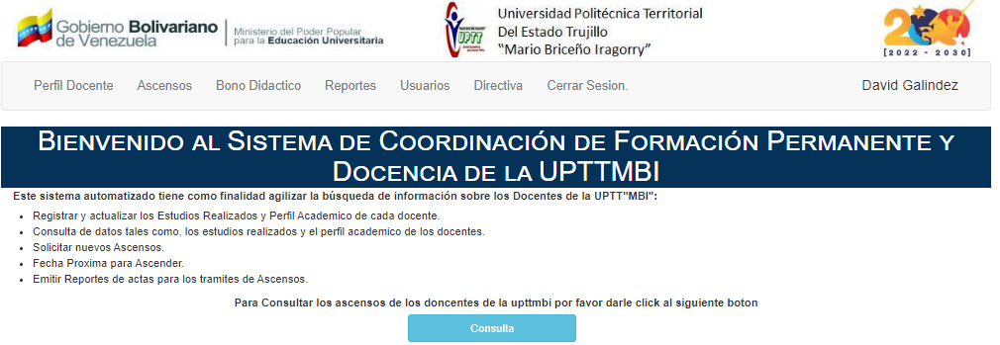 Gobierno Bolivariano
de Venezuela
Ministerio del Poder Popular
para la Educación Universitaria
UPTT
Universidad Politécnica Territorial
Del Estado Trujillo
"Mario Briceño Iragorry"
200
[2022 - 2030]
Perfil Docente Ascensos Bono Didactico Reportes Usuarios Directiva Cerrar Sesion. David Galindez
Bienvenido al Sistema de Coordinación de Formación Permanente y
Docencia de la UPTTMBI
Este sistema automatizado tiene como finalidad agilizar la búsqueda de información sobre los Docentes de la UPTT"MBI":
• Registrar y actualizar los Estudios Realizados y Perfil Academico de cada docente.
• Consulta de datos tales como, los estudios realizados y el perfil academico de los docentes.
• Solicitar nuevos Ascensos.
• Fecha Proxima para Ascender.
• Emitir Reportes de actas para los tramites de Ascensos.
Para Consultar los ascensos de los doncentes de la upttmbi por favor darle click al siguiente boton
Consulta